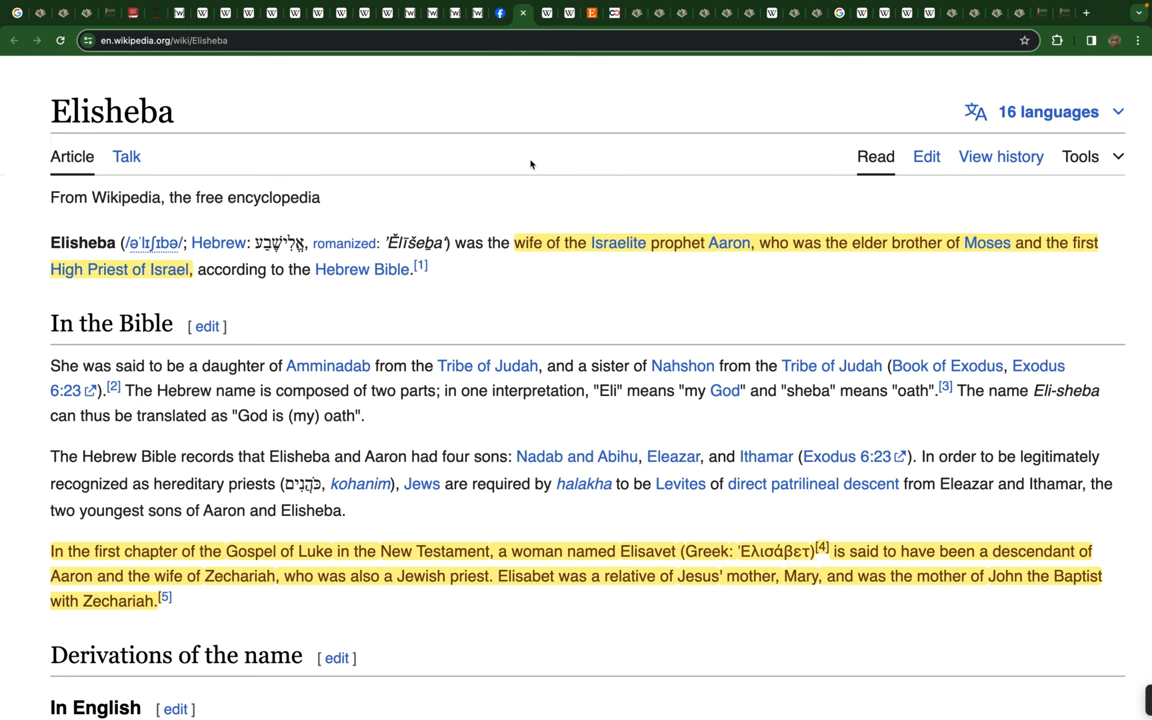 en.wikipedia.org/wiki/Elisheba
Elisheba
16 languages
Article Talk Read Edit View history Tools
From Wikipedia, the free encyclopedia
Elisheba (/əˈlɪʃɪbə/; Hebrew: אֱלִישֶׁבַע, romanized: ’Ĕlīšeḇa‘) was the wife of the Israelite prophet Aaron, who was the elder brother of Moses and the first
High Priest of Israel, according to the Hebrew Bible.[1]
In the Bible [ edit ]
She was said to be a daughter of Amminadab from the Tribe of Judah, and a sister of Nahshon from the Tribe of Judah (Book of Exodus, Exodus
6:23).[2] The Hebrew name is composed of two parts; in one interpretation, "Eli" means "my God" and "sheba" means "oath".[3] The name Eli-sheba
can thus be translated as "God is (my) oath".
The Hebrew Bible records that Elisheba and Aaron had four sons: Nadab and Abihu, Eleazar, and Ithamar (Exodus 6:23). In order to be legitimately
recognized as hereditary priests (כֹּהֲנִים, kohanim), Jews are required by halakha to be Levites of direct patrilineal descent from Eleazar and Ithamar, the
two youngest sons of Aaron and Elisheba.
In the first chapter of the Gospel of Luke in the New Testament, a woman named Elisavet (Greek: Ἐλισάβετ)[4] is said to have been a descendant of
Aaron and the wife of Zechariah, who was also a Jewish priest. Elisabet was a relative of Jesus' mother, Mary, and was the mother of John the Baptist
with Zechariah.[5]
Derivations of the name [ edit ]
In English [ edit ]